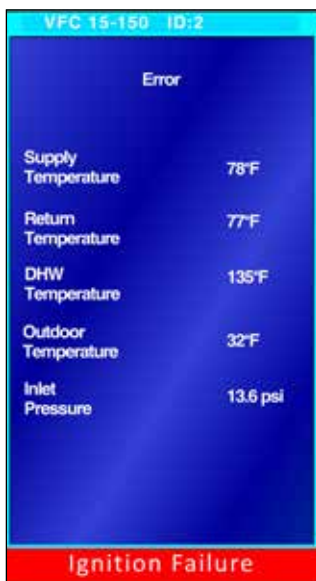 VFC 15-150 ID:2
Error
Supply
Temperature
78°F
Return
Temperature
77°F
DHW
Temperature
135°F
Outdoor
Temperature
32°F
Inlet
Pressure
13.6 psi
Ignition Failure